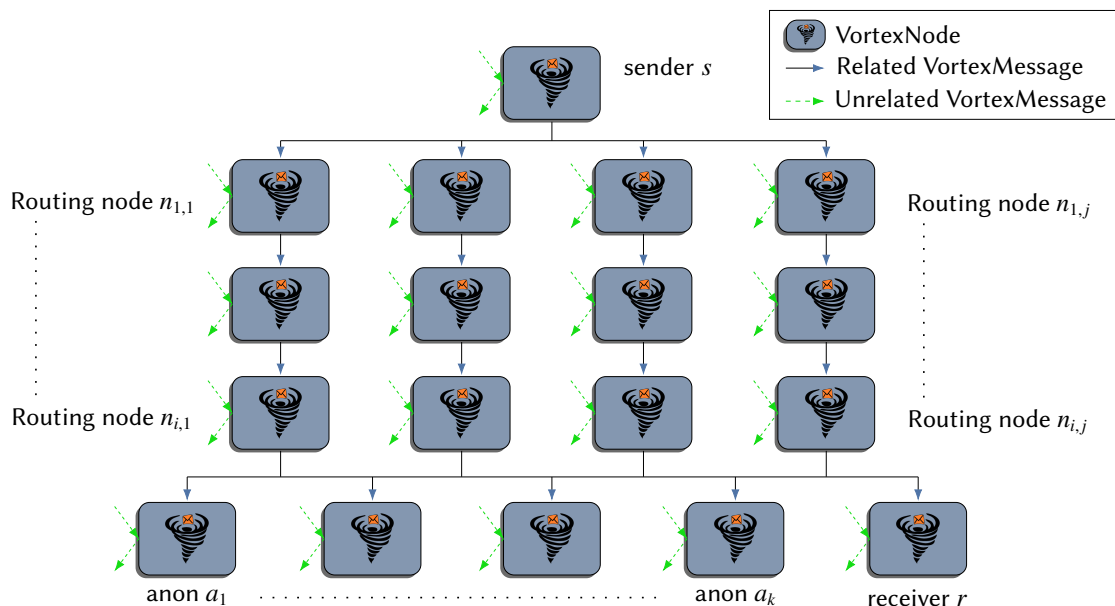 VortexNode
Related VortexMessage
Unrelated VortexMessage
sender s
Routing node n1,1
Routing node n1,j
Routing node ni,1
Routing node ni,j
anon a1
anon ak
receiver r